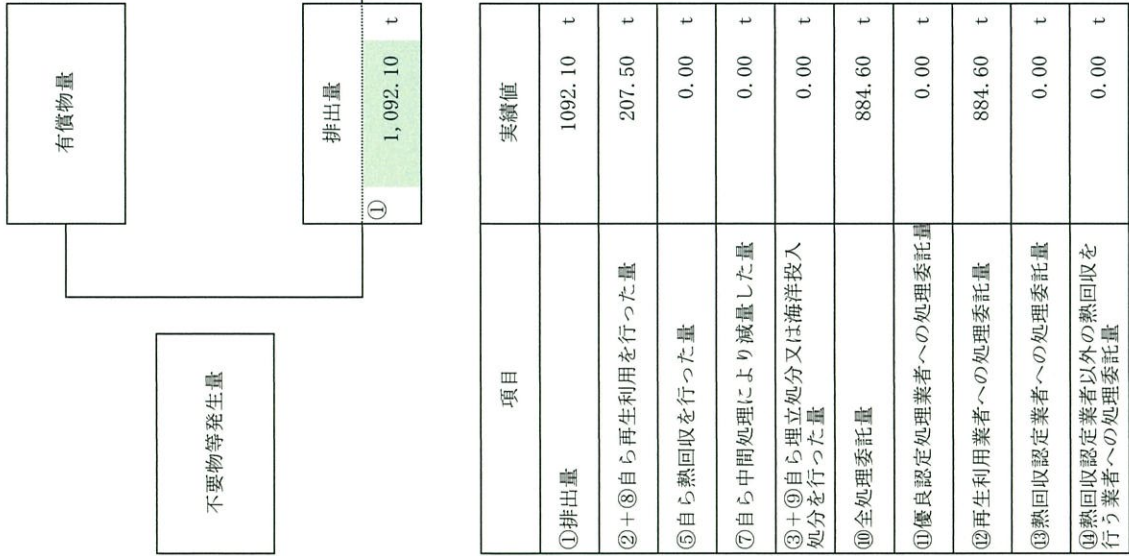 有償物量
不要物等発生量
排出量
① 1,092.10 t
項目 実績値
①排出量 1092.10 t
②+⑧自ら再生利用を行った量 207.50 t
⑤自ら熱回収を行った量 0.00 t
⑦自ら中間処理により減量した量 0.00 t
③+⑨自ら埋立処分又は海洋投入
処分を行った量 0.00 t
⑩全処理委託量 884.60 t
⑪優良認定処理業者への処理委託量 0.00 t
⑫再生利用業者への処理委託量 884.60 t
⑬熱回収認定業者への処理委託量 0.00 t
⑭熱回収認定業者以外の熱回収を
行う業者への処理委託量 0.00 t